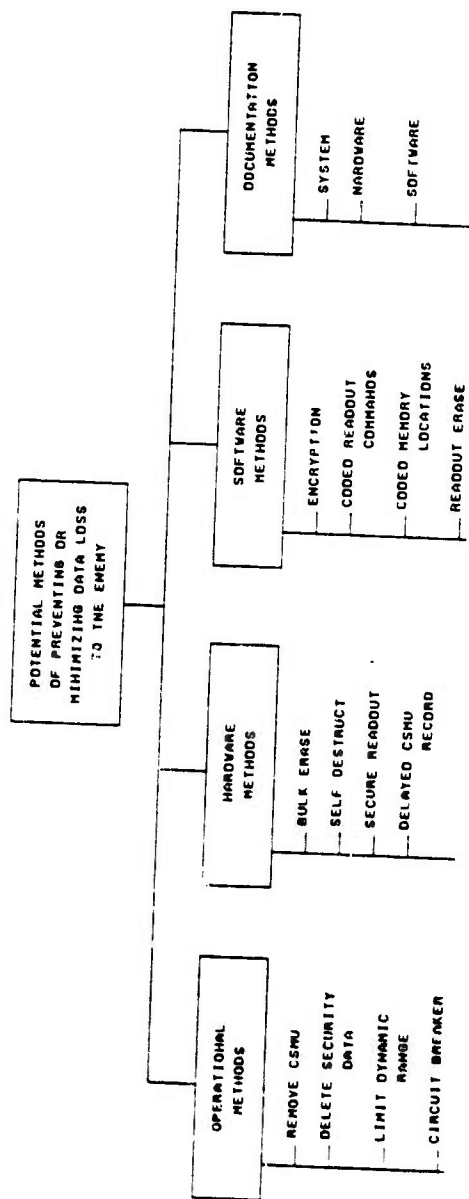 POTENTIAL METHODS
OF PREVENTING OR
MINIMIZING DATA LOSS
TO THE ENEMY
OPERATIONAL
METHODS
REMOVE CSMU
DELETE SECURITY
DATA
LIMIT DYNAMIC
RANGE
CIRCUIT BREAKER
HARDWARE
METHODS
BULK ERASE
SELF DESTRUCT
SECURE READOUT
DELAYED CSMU
RECORD
SOFTWARE
METHODS
ENCRYPTION
CODED READOUT
COMMANDS
CODED MEMORY
LOCATIONS
READOUT ERASE
DOCUMENTATION
METHODS
SYSTEM
HARDWARE
SOFTWARE